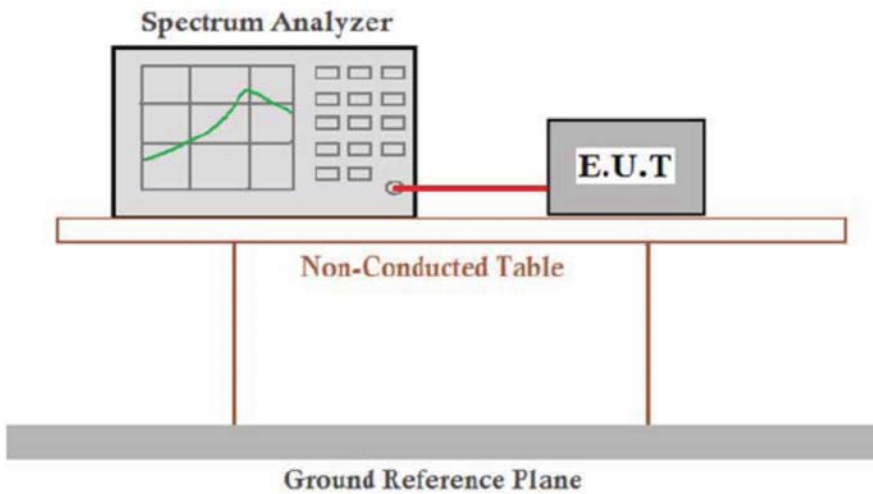 Spectrum Analyzer
E.U.T
Non-Conducted Table
Ground Reference Plane